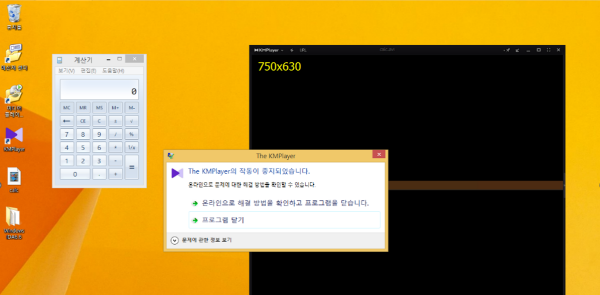 계산기
보기(V) 편집(E) 도움말(H)
0
MC MR MS M+ M-
← CE C ± √
7 8 9 / %
4 5 6 * 1/x
1 2 3 - =
0 . +
KMPlayer
750x630
The KMPlayer
The KMPlayer의 작동이 중지되었습니다.
온라인으로 문제에 대한 해결 방법을 확인할 수 있습니다.
온라인으로 해결 방법을 확인하고 프로그램을 닫습니다.
프로그램 닫기
문제에 관한 정보 보기
휴지통
KMPlayer
calc
Windows